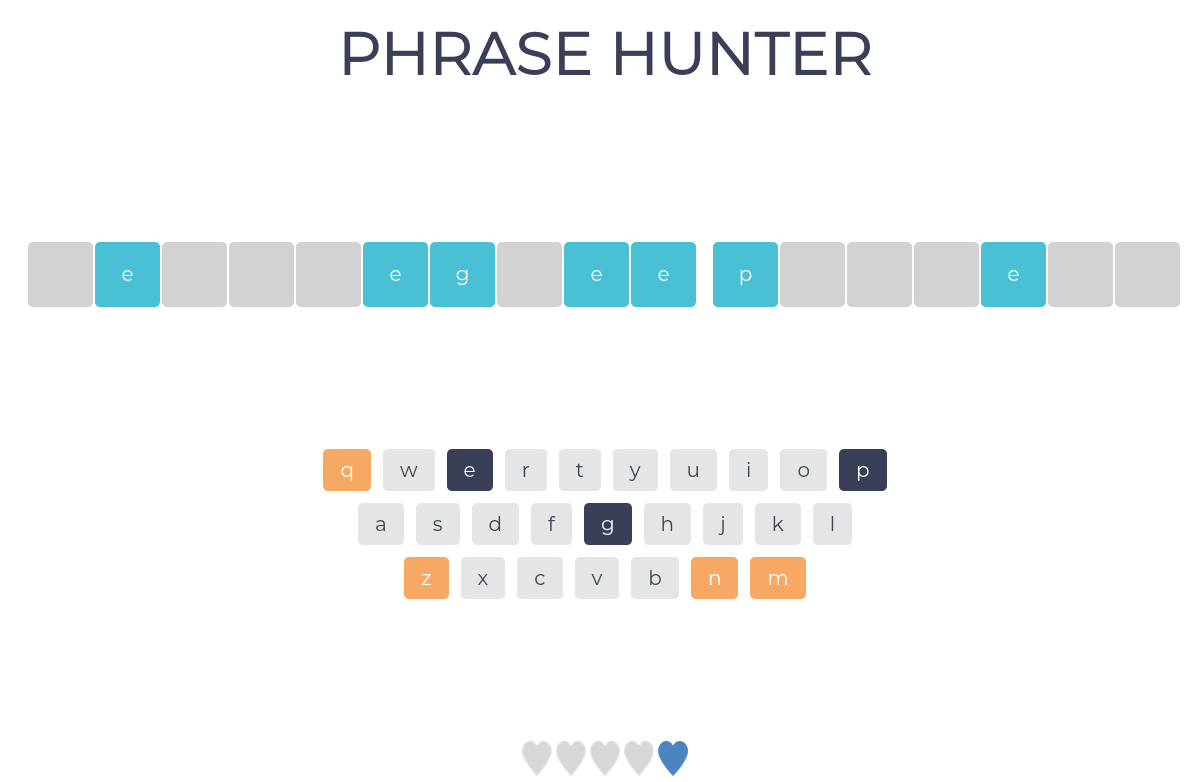 PHRASE HUNTER
e e g e e p e
q w e r t y u i o p
a s d f g h j k l
z x c v b n m